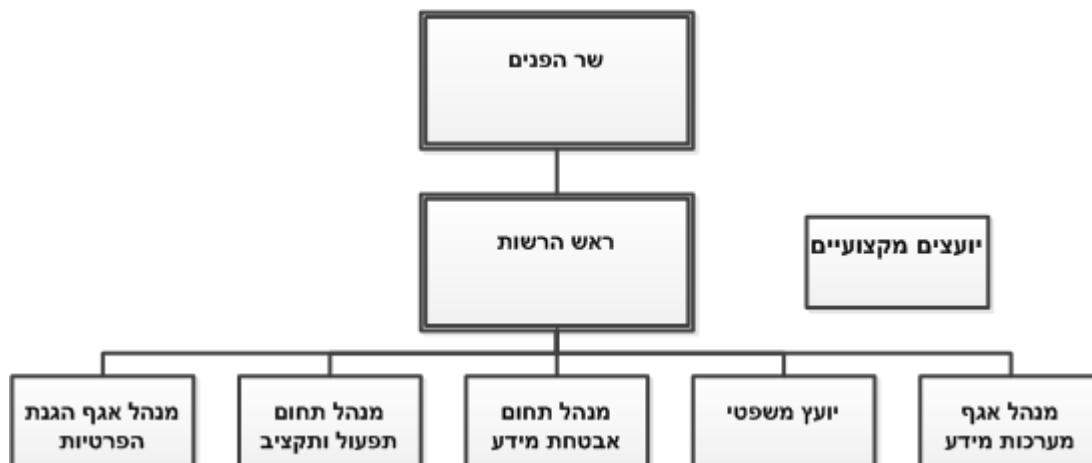 שר הפנים
ראש הרשות
יועצים מקצועיים
מנהל אגף
מערכות מידע
יועץ משפטי
מנהל תחום
אבטחת מידע
מנהל תחום
תפעול ותקציב
מנהל אגף הגנת
הפרטיות